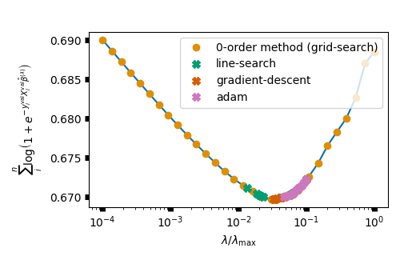 0.690
0.685
0.680
0.675
0.670
10⁻⁴
10⁻³
10⁻²
10⁻¹
10⁰
λ/λmax
0-order method (grid-search)
line-search
gradient-descent
adam